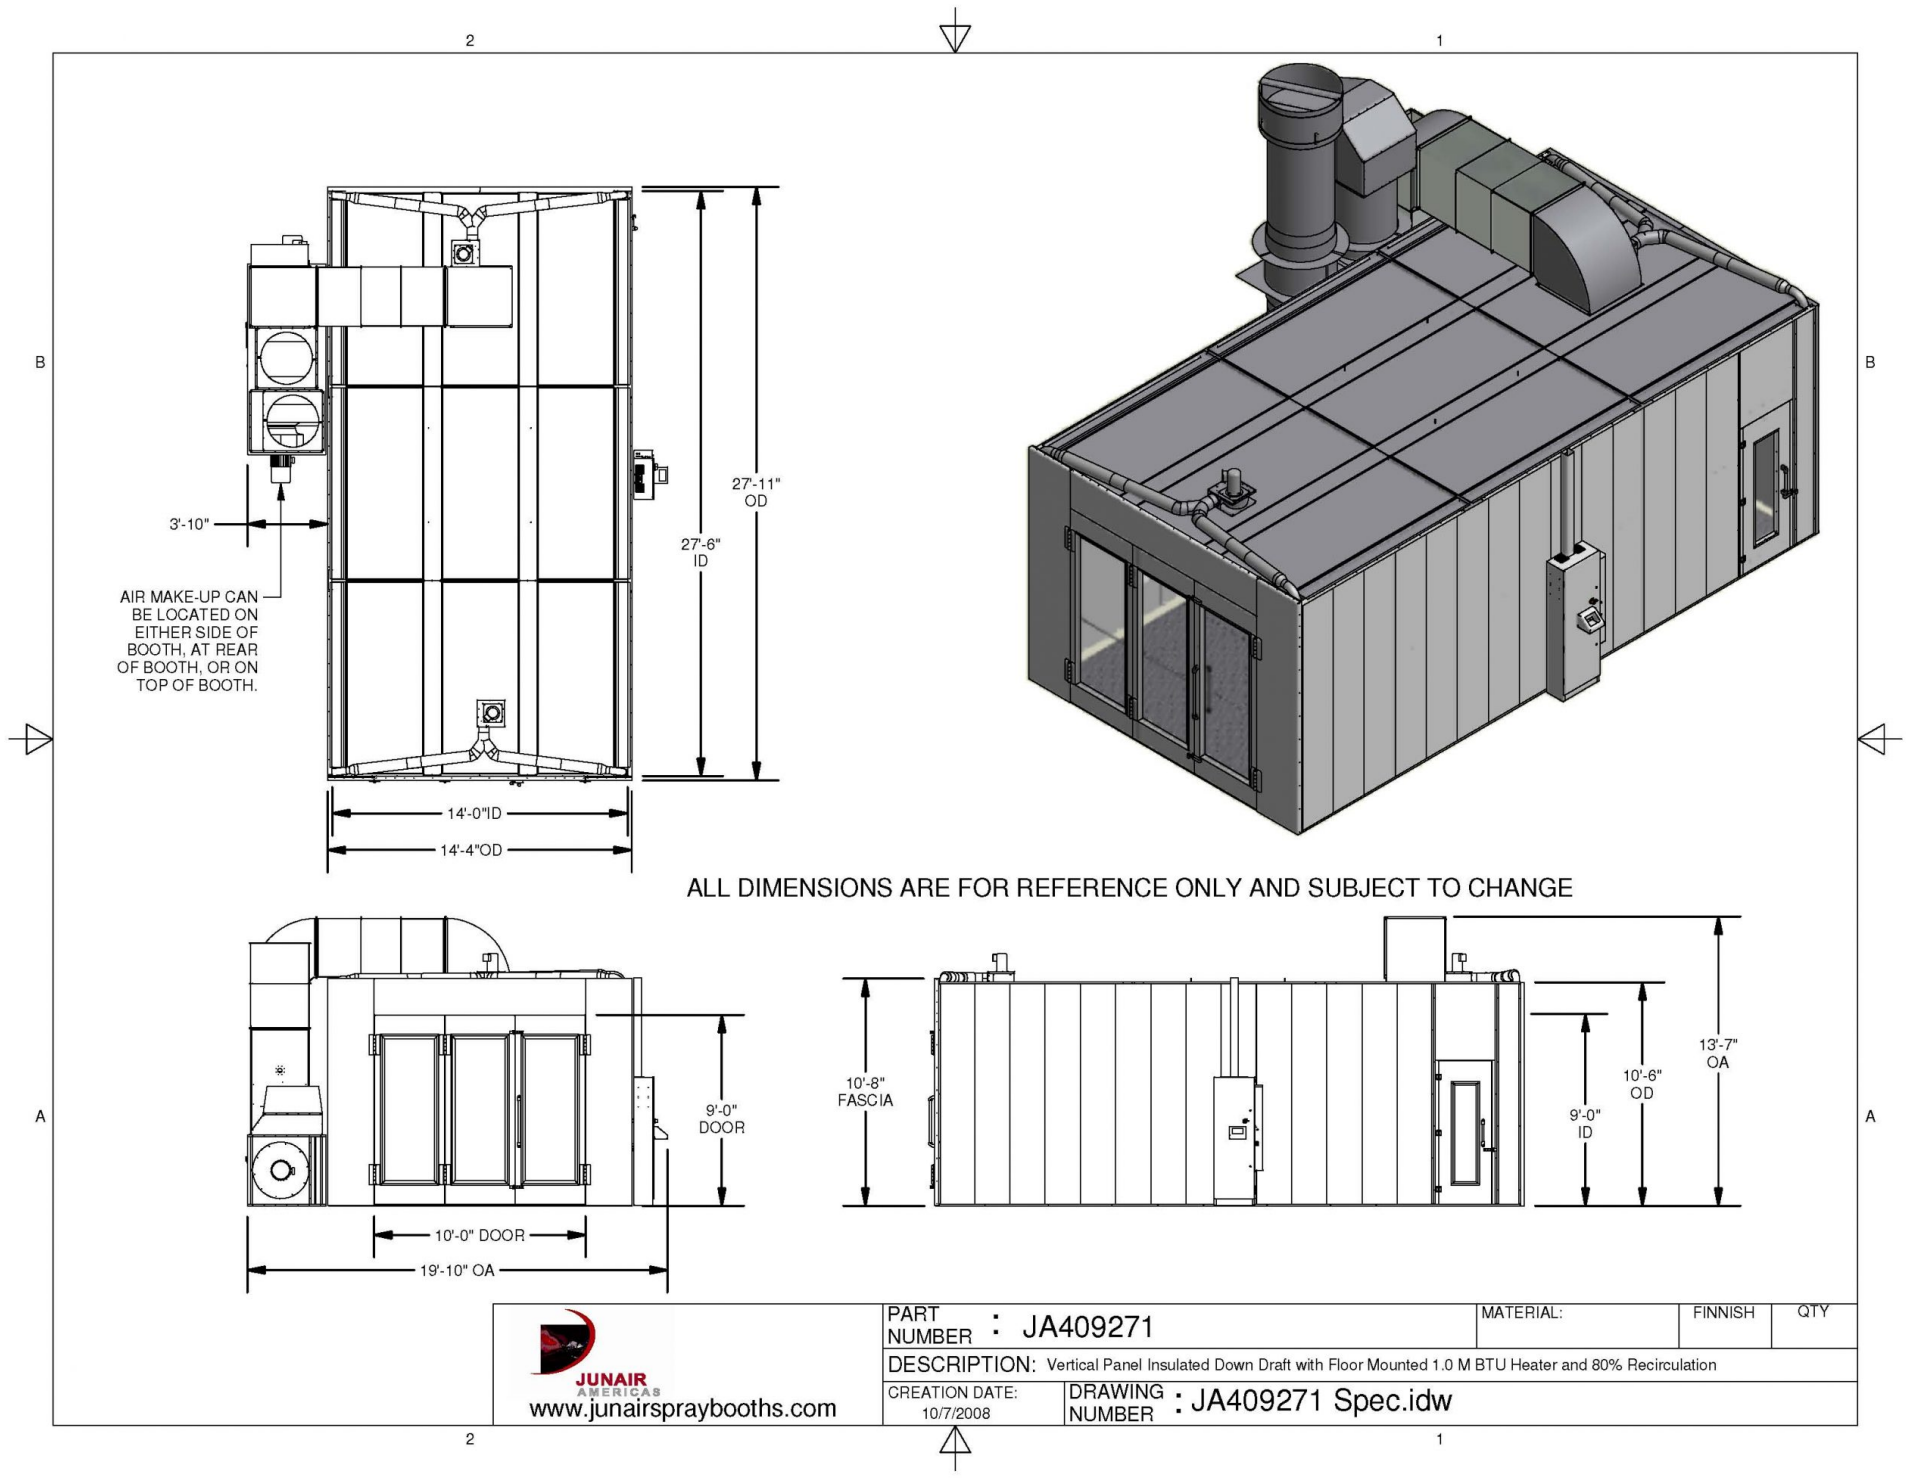 2
1
B
B
27'-11"
OD
27'-6"
ID
3'-10"
AIR MAKE-UP CAN
BE LOCATED ON
EITHER SIDE OF
BOOTH, AT REAR
OF BOOTH, OR ON
TOP OF BOOTH.
14'-0"ID
14'-4"OD
ALL DIMENSIONS ARE FOR REFERENCE ONLY AND SUBJECT TO CHANGE
A
A
9'-0"
DOOR
10'-0" DOOR
19'-10" OA
10'-8"
FASCIA
9'-0"
ID
10'-6"
OD
13'-7"
OA
JUNAIR
AMERICAS
www.junairspraybooths.com
PART
NUMBER : JA409271
MATERIAL:
FINNISH
QTY
DESCRIPTION: Vertical Panel Insulated Down Draft with Floor Mounted 1.0 M BTU Heater and 80% Recirculation
CREATION DATE:
10/7/2008
DRAWING
NUMBER : JA409271 Spec.idw
2
1